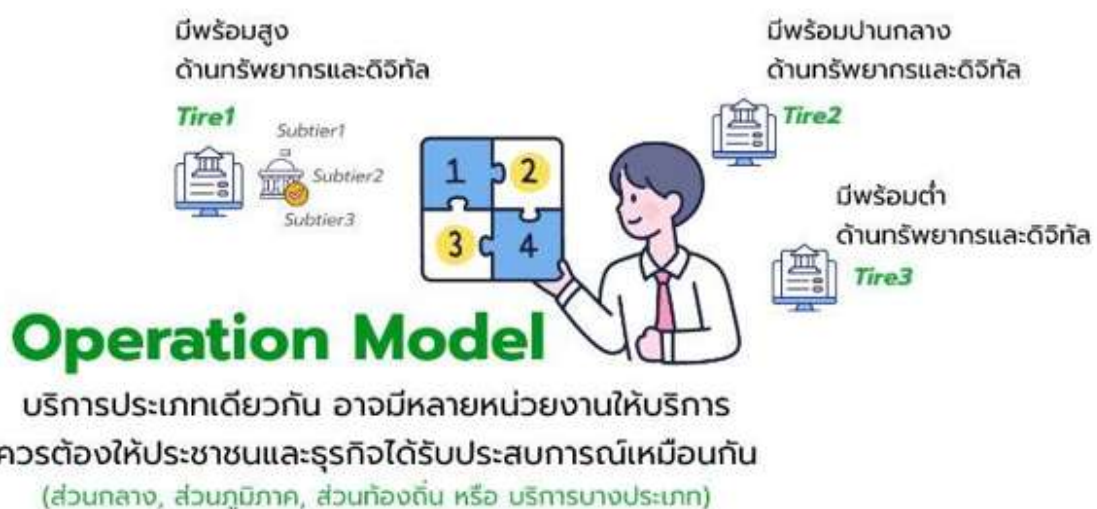 มีพร้อมสูง
ด้านทรัพยากรและดิจิทัล
Tire1
Subtier1
Subtier2
Subtier3
มีพร้อมปานกลาง
ด้านทรัพยากรและดิจิทัล
Tire2
1 2
3 4
มีพร้อมต่ำ
ด้านทรัพยากรและดิจิทัล
Tire3
Operation Model
บริการประเภทเดียวกัน อาจมีหลายหน่วยงานให้บริการ
ควรต้องให้ประชาชนและธุรกิจได้รับประสบการณ์เหมือนกัน
(ส่วนกลาง, ส่วนภูมิภาค, ส่วนท้องถิ่น หรือ บริการบางประเภท)